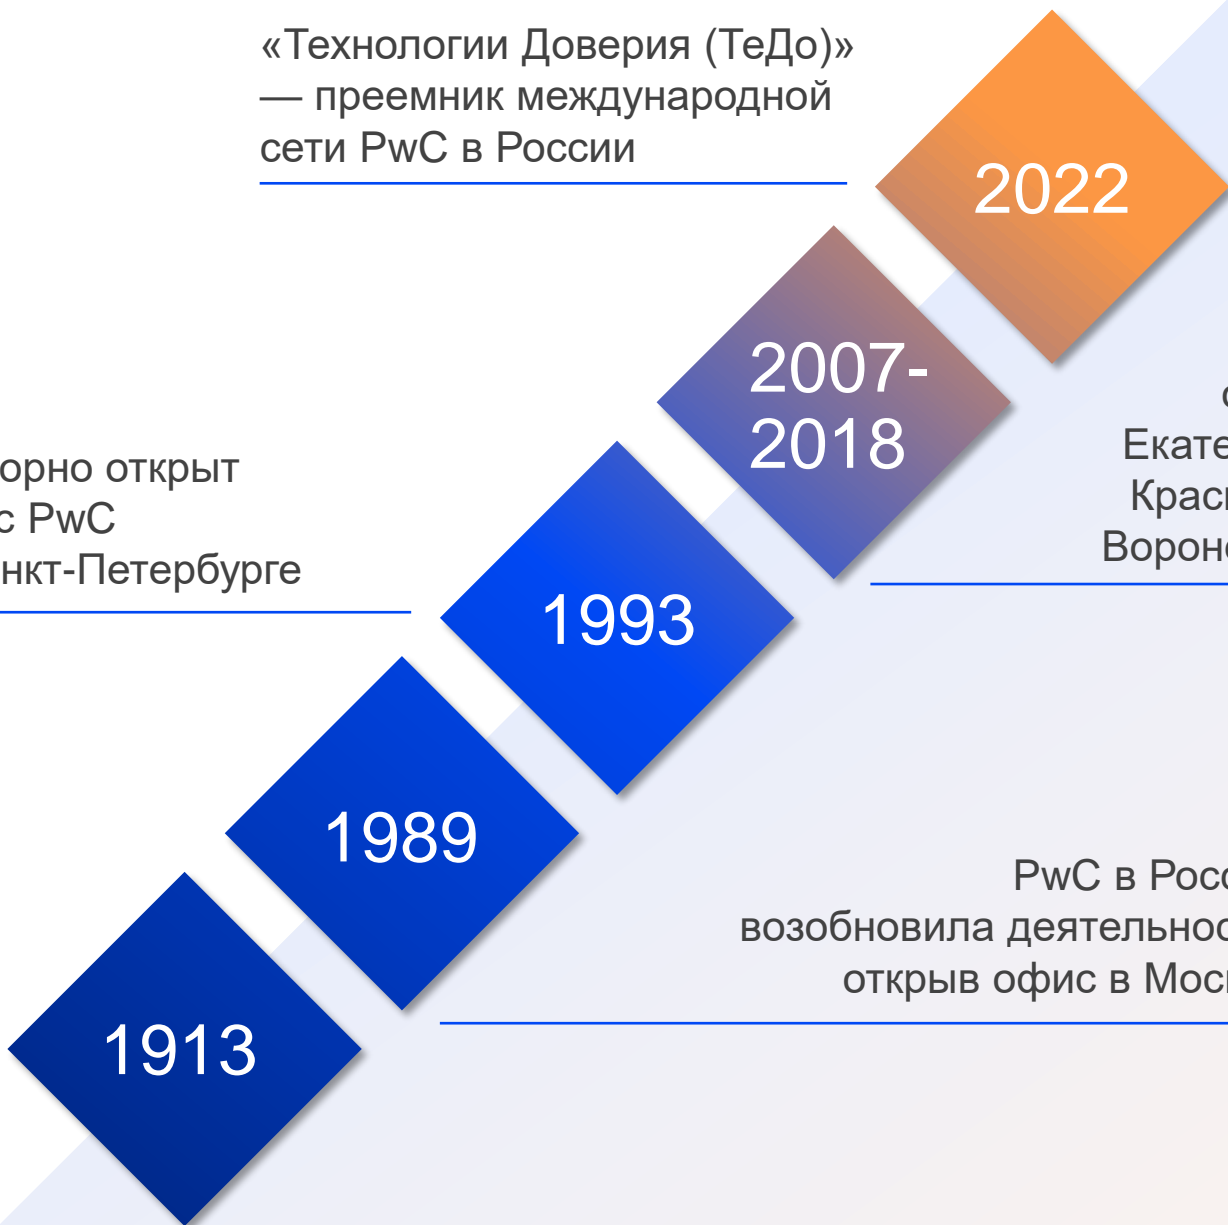 «Технологии Доверия (ТеДо)»
— преемник международной
сети PwC в России
2022
2007-
2018
орно открыт
с PwC
нкт-Петербурге
1993
1989
PwC в Росс
возобновила деятельнос
открыв офис в Моск
1913
Екате
Красн
Вороне